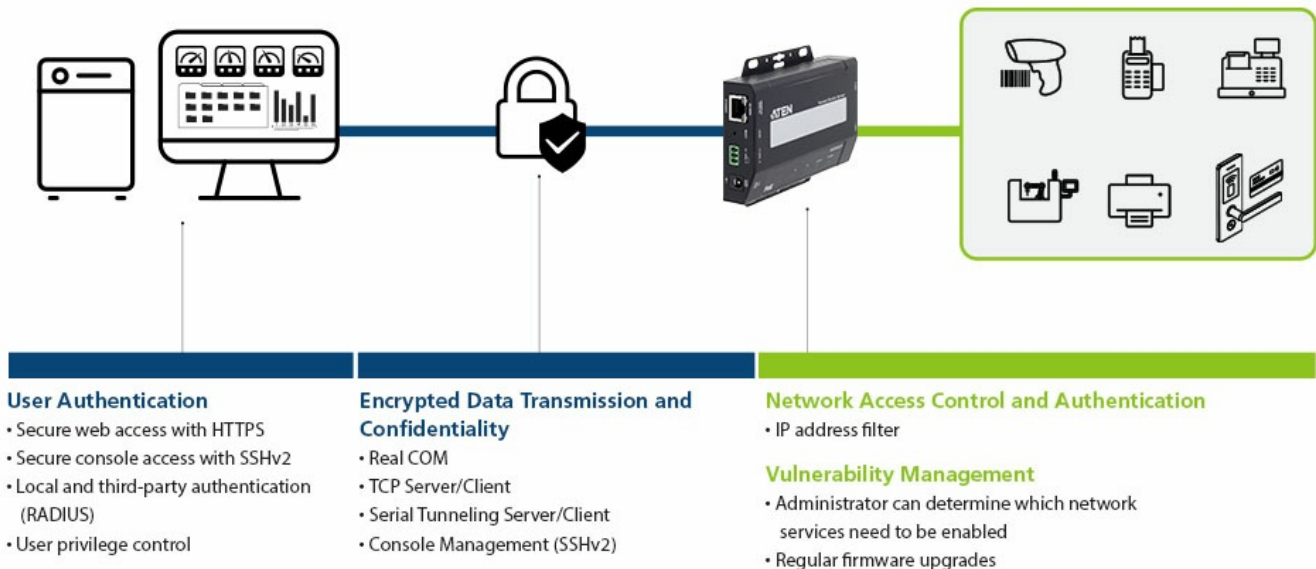 ATEN
User Authentication
• Secure web access with HTTPS
• Secure console access with SSHv2
• Local and third-party authentication
(RADIUS)
• User privilege control
Encrypted Data Transmission and
Confidentiality
• Real COM
• TCP Server/Client
• Serial Tunneling Server/Client
• Console Management (SSHv2)
Network Access Control and Authentication
• IP address filter
Vulnerability Management
• Administrator can determine which network
services need to be enabled
• Regular firmware upgrades